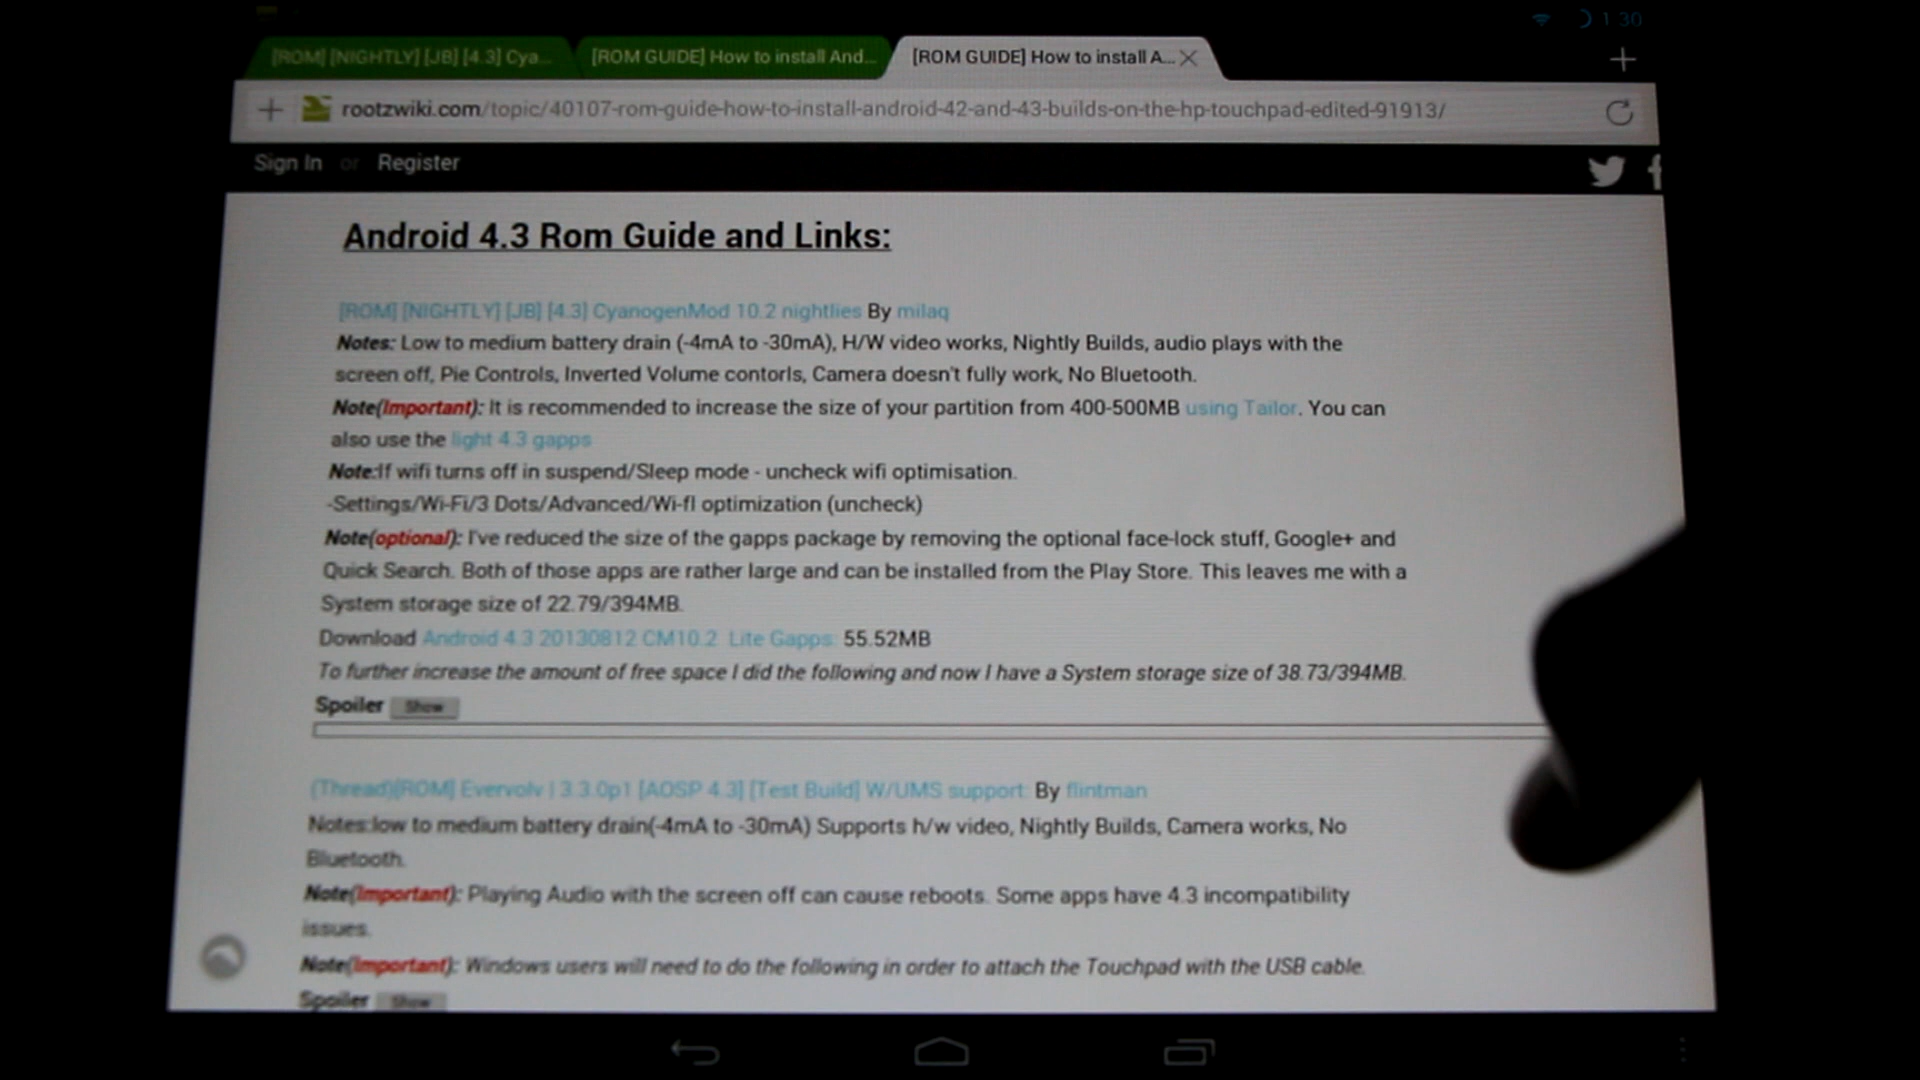 1:30
[ROM] [NIGHTLY] [JB] [4.3] Cya...
[ROM GUIDE] How to install And...
[ROM GUIDE] How to install A...
rootzwiki.com/topic/40107-rom-guide-how-to-install-android-42-and-43-builds-on-the-hp-touchpad-edited-91913/
Sign In or Register
Android 4.3 Rom Guide and Links:
[ROM] [NIGHTLY] [JB] [4.3] CyanogenMod 10.2 nightlies By milaq
Notes: Low to medium battery drain (-4mA to -30mA), H/W video works, Nightly Builds, audio plays with the
screen off, Pie Controls, Inverted Volume contorls, Camera doesn't fully work, No Bluetooth.
Note(Important): It is recommended to increase the size of your partition from 400-500MB using Tailor. You can
also use the light 4.3 gapps
Note:If wifi turns off in suspend/Sleep mode - uncheck wifi optimisation.
-Settings/Wi-Fi/3 Dots/Advanced/Wi-fI optimization (uncheck)
Note(optional): I've reduced the size of the gapps package by removing the optional face-lock stuff, Google+ and
Quick Search. Both of those apps are rather large and can be installed from the Play Store. This leaves me with a
System storage size of 22.79/394MB.
Download Android 4.3 20130812 CM10.2 Lite Gapps: 55.52MB
To further increase the amount of free space I did the following and now I have a System storage size of 38.73/394MB.
Spoiler Show
(Thread)[ROM] Evervolv | 3.3.0p1 [AOSP 4.3] [Test Build] W/UMS support: By flintman
Notes:low to medium battery drain(-4mA to -30mA) Supports h/w video, Nightly Builds, Camera works, No
Bluetooth.
Note(Important): Playing Audio with the screen off can cause reboots. Some apps have 4.3 incompatibility
issues.
Note(Important): Windows users will need to do the following in order to attach the Touchpad with the USB cable.
Spoiler Show